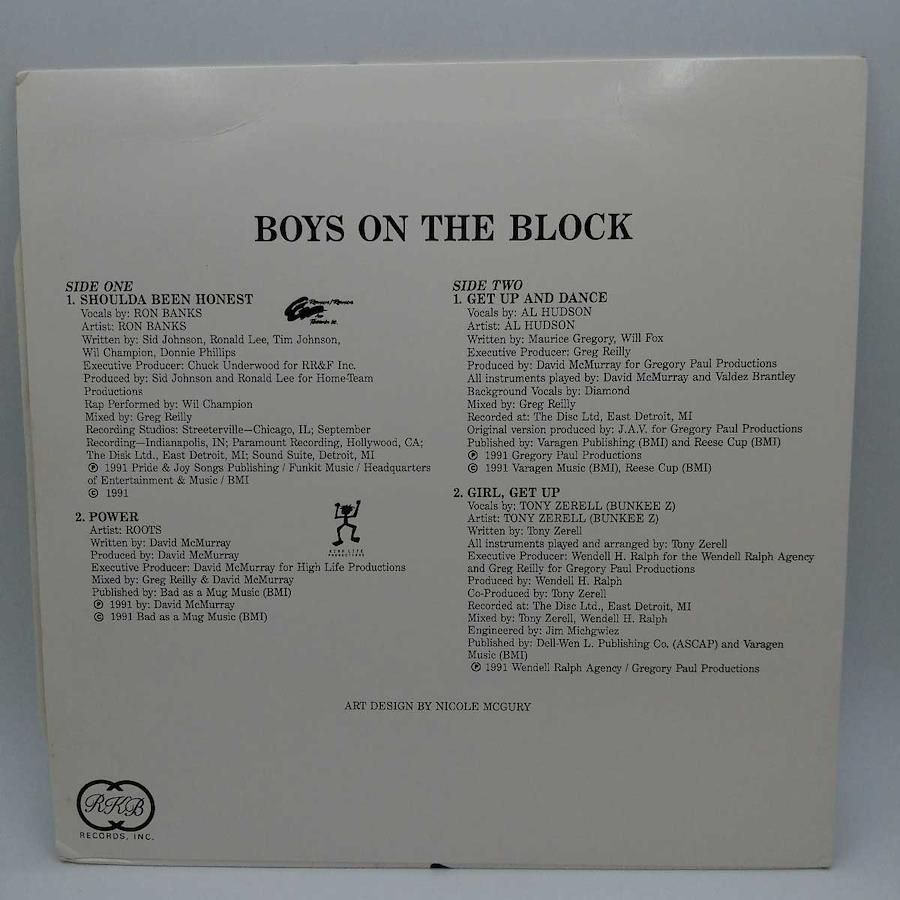 BOYS ON THE BLOCK
SIDE ONE
1. SHOULDA BEEN HONEST
Vocals by: RON BANKS
Artist: RON BANKS
Written by: Sid Johnson, Ronald Lee, Tim Johnson,
Wil Champion, Donnie Phillips
Executive Producer: Chuck Underwood for RR&F Inc.
Produced by: Sid Johnson and Ronald Lee for Home-Team
Productions
Rap Performed by: Wil Champion
Mixed by: Greg Reilly
Recording Studios: Streeterville—Chicago, IL; September
Recording—Indianapolis, IN; Paramount Recording, Hollywood, CA;
The Disk Ltd., East Detroit, MI; Sound Suite, Detroit, MI
℗ 1991 Pride & Joy Songs Publishing / Funkit Music / Headquarters
of Entertainment & Music / BMI
© 1991
2. POWER
Artist: ROOTS
Written by: David McMurray
Produced by: David McMurray
Executive Producer: David McMurray for High Life Productions
Mixed by: Greg Reilly & David McMurray
Published by: Bad as a Mug Music (BMI)
℗ 1991 by: David McMurray
© 1991 Bad as a Mug Music (BMI)
SIDE TWO
1. GET UP AND DANCE
Vocals by: AL HUDSON
Artist: AL HUDSON
Written by: Maurice Gregory, Will Fox
Executive Producer: Greg Reilly
Produced by: David McMurray for Gregory Paul Productions
All instruments played by: David McMurray and Valdez Brantley
Background Vocals by: Diamond
Mixed by: Greg Reilly
Recorded at: The Disc Ltd, East Detroit, MI
Original version produced by: J.A.V. for Gregory Paul Productions
Published by: Varagen Publishing (BMI) and Reese Cup (BMI)
℗ 1991 Gregory Paul Productions
© 1991 Varagen Music (BMI), Reese Cup (BMI)
2. GIRL, GET UP
Vocals by: TONY ZERELL (BUNKEE Z)
Artist: TONY ZERELL (BUNKEE Z)
Written by: Tony Zerell
All instruments played and arranged by: Tony Zerell
Executive Producer: Wendell H. Ralph for the Wendell Ralph Agency
and Greg Reilly for Gregory Paul Productions
Produced by: Wendell H. Ralph
Co-Produced by: Tony Zerell
Recorded at: The Disc Ltd., East Detroit, MI
Mixed by: Tony Zerell, Wendell H. Ralph
Engineered by: Jim Michgwiez
Published by: Dell-Wen L. Publishing Co. (ASCAP) and Varagen
Music (BMI)
℗ 1991 Wendell Ralph Agency / Gregory Paul Productions
ART DESIGN BY NICOLE MCGURY
RKB
RECORDS, INC.